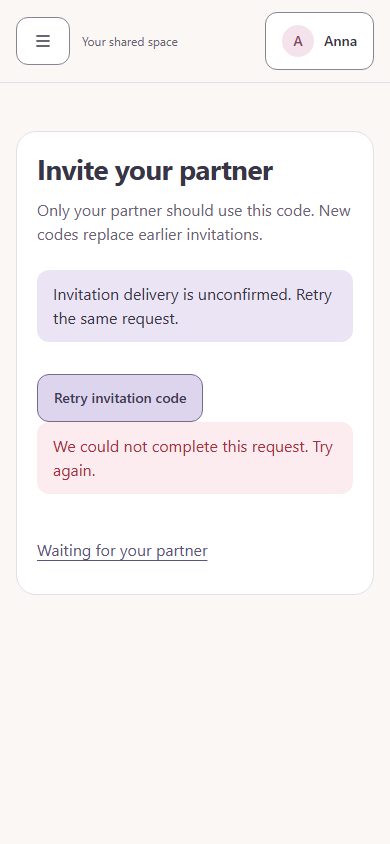 Your shared space
A
Anna
Invite your partner
Only your partner should use this code. New
codes replace earlier invitations.
Invitation delivery is unconfirmed. Retry
the same request.
Retry invitation code
We could not complete this request. Try
again.
Waiting for your partner